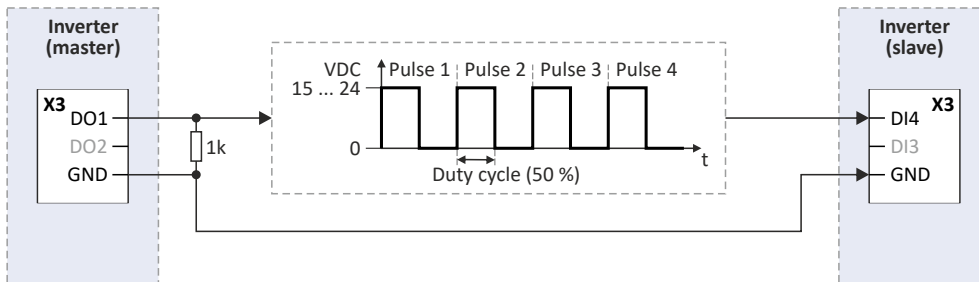 Inverter
(master)
X3
DO1
DO2
GND
1k
VDC
15 ... 24
0
Pulse 1 Pulse 2 Pulse 3 Pulse 4
t
Duty cycle (50 %)
Inverter
(slave)
X3
DI4
DI3
GND